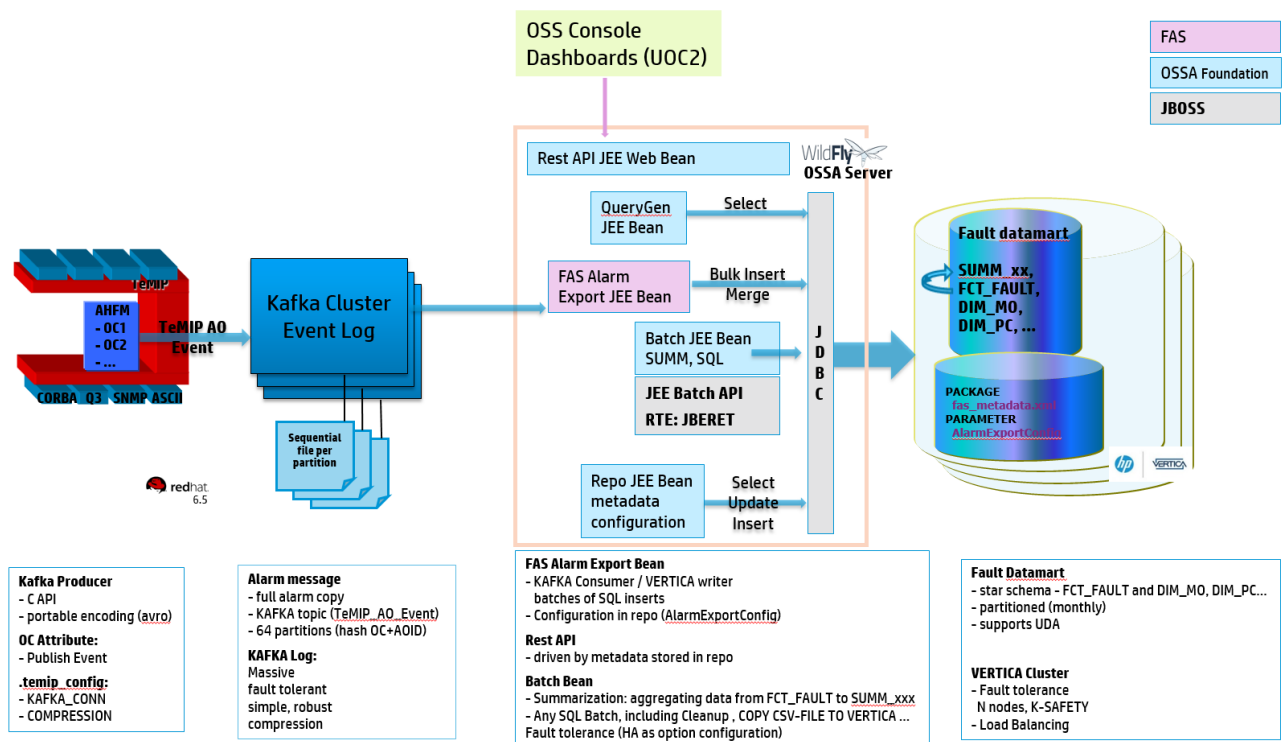 OSS Console
Dashboards (UOC2)
FAS
OSSA Foundation
JBOSS
Rest API JEE Web Bean
WildFly
OSSA Server
QueryGen
JEE Bean
Select
FAS Alarm
Export JEE Bean
Bulk Insert
Merge
Batch JEE Bean
SUMM, SQL
JEE Batch API
RTE: JBERET
Repo JEE Bean
metadata
configuration
Select
Update
Insert
J
D
B
C
TeMIP
AHFM
- OC1
- OC2
- ...
TeMIP AO
Event
CORBA Q3 SNMP ASCII
redhat.
6.5
Kafka Cluster
Event Log
Sequential
file per
partition
Fault datamart
SUMM_xx,
FCT_FAULT,
DIM_MO,
DIM_PC, ...
PACKAGE
fas_metadata.xml
PARAMETER
AlarmExportConfig
hp
VERTICA
Kafka Producer
- C API
- portable encoding (avro)
OC Attribute:
- Publish Event
.temip_config:
- KAFKA_CONN
- COMPRESSION
Alarm message
- full alarm copy
- KAFKA topic (TeMIP_AO_Event)
- 64 partitions (hash OC+AOID)
KAFKA Log:
Massive
fault tolerant
simple, robust
compression
FAS Alarm Export Bean
- KAFKA Consumer / VERTICA writer
batches of SQL inserts
- Configuration in repo (AlarmExportConfig)
Rest API
- driven by metadata stored in repo
Batch Bean
- Summarization: aggregating data from FCT_FAULT to SUMM_xxx
- Any SQL Batch, including Cleanup , COPY CSV-FILE TO VERTICA ...
Fault tolerance (HA as option configuration)
Fault Datamart
- star schema - FCT_FAULT and DIM_MO, DIM_PC...
- partitioned (monthly)
- supports UDA
VERTICA Cluster
- Fault tolerance
N nodes, K-SAFETY
- Load Balancing